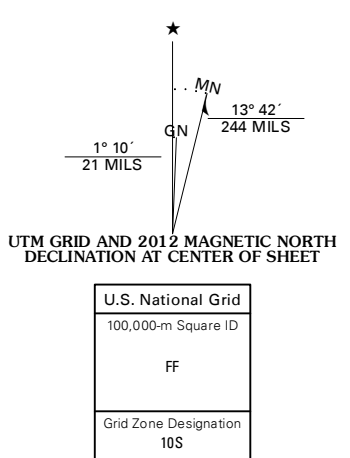 ★
MN
GN
13° 42´
244 MILS
1° 10´
21 MILS
UTM GRID AND 2012 MAGNETIC NORTH
DECLINATION AT CENTER OF SHEET
U.S. National Grid
100,000-m Square ID
FF
Grid Zone Designation
10S